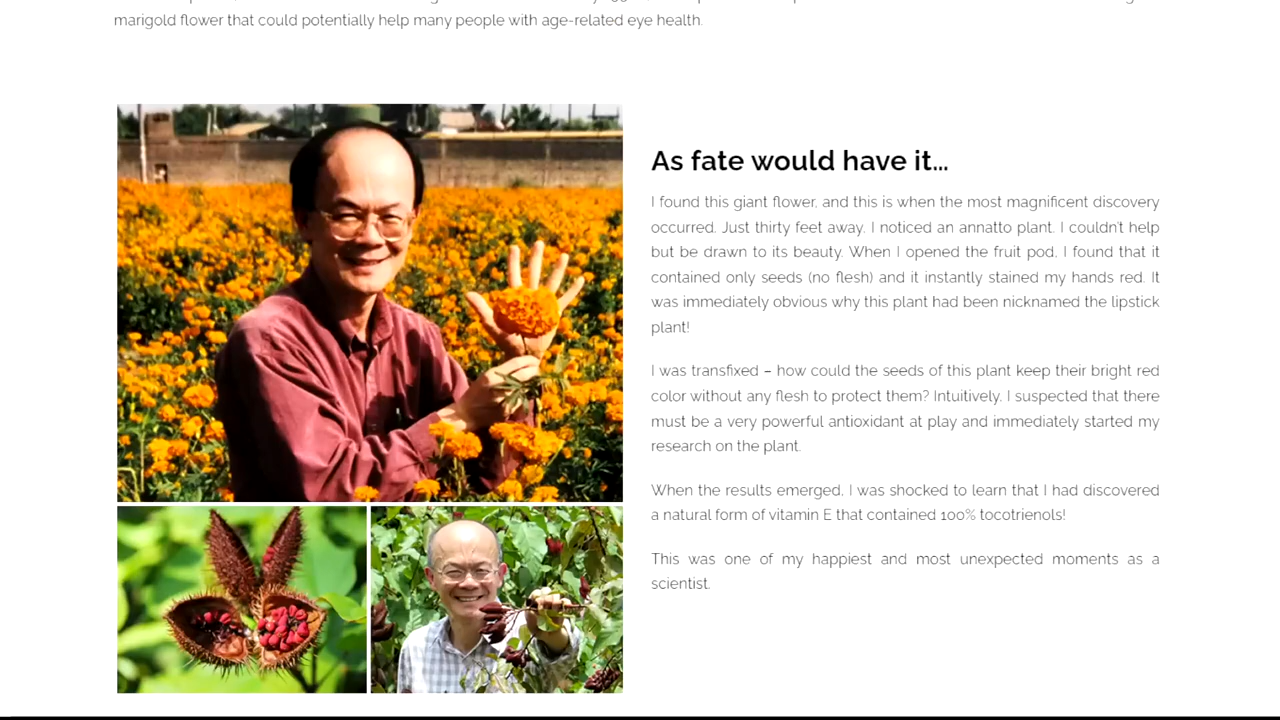 marigold flower that could potentially help many people with age-related eye health.
As fate would have it...
I found this giant flower, and this is when the most magnificent discovery
occurred. Just thirty feet away, I noticed an annatto plant. I couldn't help
but be drawn to its beauty. When I opened the fruit pod, I found that it
contained only seeds (no flesh) and it instantly stained my hands red. It
was immediately obvious why this plant had been nicknamed the lipstick
plant!
I was transfixed – how could the seeds of this plant keep their bright red
color without any flesh to protect them? Intuitively, I suspected that there
must be a very powerful antioxidant at play and immediately started my
research on the plant.
When the results emerged, I was shocked to learn that I had discovered
a natural form of vitamin E that contained 100% tocotrienols!
This was one of my happiest and most unexpected moments as a
scientist.